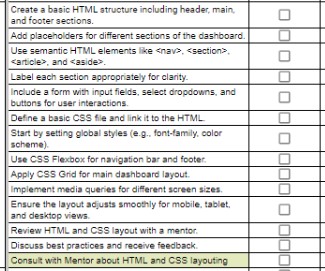 Create a basic HTML structure including header, main,
and footer sections.
Add placeholders for different sections of the dashboard.
Use semantic HTML elements like <nav>, <section>,
<article>, and <aside>.
Label each section appropriately for clarity.
Include a form with input fields, select dropdowns, and
buttons for user interactions.
Define a basic CSS file and link it to the HTML.
Start by setting global styles (e.g., font-family, color
scheme).
Use CSS Flexbox for navigation bar and footer.
Apply CSS Grid for main dashboard layout.
Implement media queries for different screen sizes.
Ensure the layout adjusts smoothly for mobile, tablet,
and desktop views.
Review HTML and CSS layout with a mentor.
Discuss best practices and receive feedback.
Consult with Mentor about HTML and CSS layouting